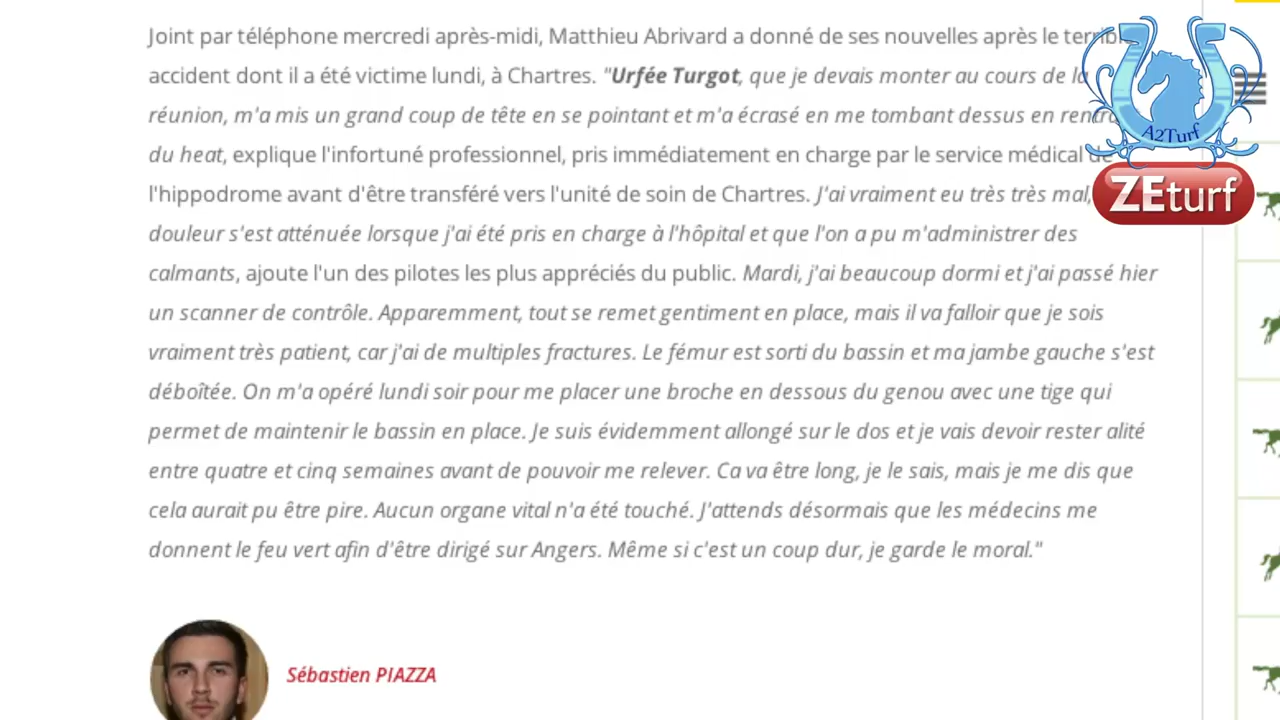 Joint par téléphone mercredi après-midi, Matthieu Abrivard a donné de ses nouvelles après le
accident dont il a été victime lundi, à Chartres. "Urfée Turgot, que je devais monter au cours de la
réunion, m'a mis un grand coup de tête en se pointant et m'a écrasé en me tombant dessus en
du heat, explique l'infortuné professionnel, pris immédiatement en charge par le service médical de
l'hippodrome avant d'être transféré vers l'unité de soin de Chartres. J'ai vraiment eu très très mal,
douleur s'est atténuée lorsque j'ai été pris en charge à l'hôpital et que l'on a pu m'administrer des
calmants, ajoute l'un des pilotes les plus appréciés du public. Mardi, j'ai beaucoup dormi et j'ai passé hier
un scanner de contrôle. Apparemment, tout se remet gentiment en place, mais il va falloir que je sois
vraiment très patient, car j'ai de multiples fractures. Le fémur est sorti du bassin et ma jambe gauche s'est
déboîtée. On m'a opéré lundi soir pour me placer une broche en dessous du genou avec une tige qui
permet de maintenir le bassin en place. Je suis évidemment allongé sur le dos et je vais devoir rester alité
entre quatre et cinq semaines avant de pouvoir me relever. Ca va être long, je le sais, mais je me dis que
cela aurait pu être pire. Aucun organe vital n'a été touché. J'attends désormais que les médecins me
donnent le feu vert afin d'être dirigé sur Angers. Même si c'est un coup dur, je garde le moral."
Sébastien PIAZZA
A2Turf
ZEturf